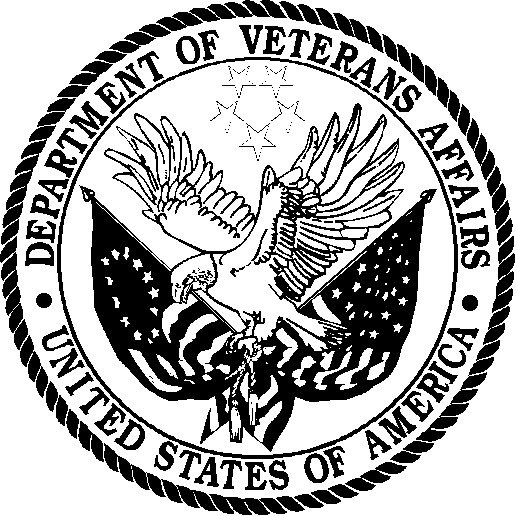 DEPARTMENT OF VETERANS AFFAIRS
UNITED STATES OF AMERICA